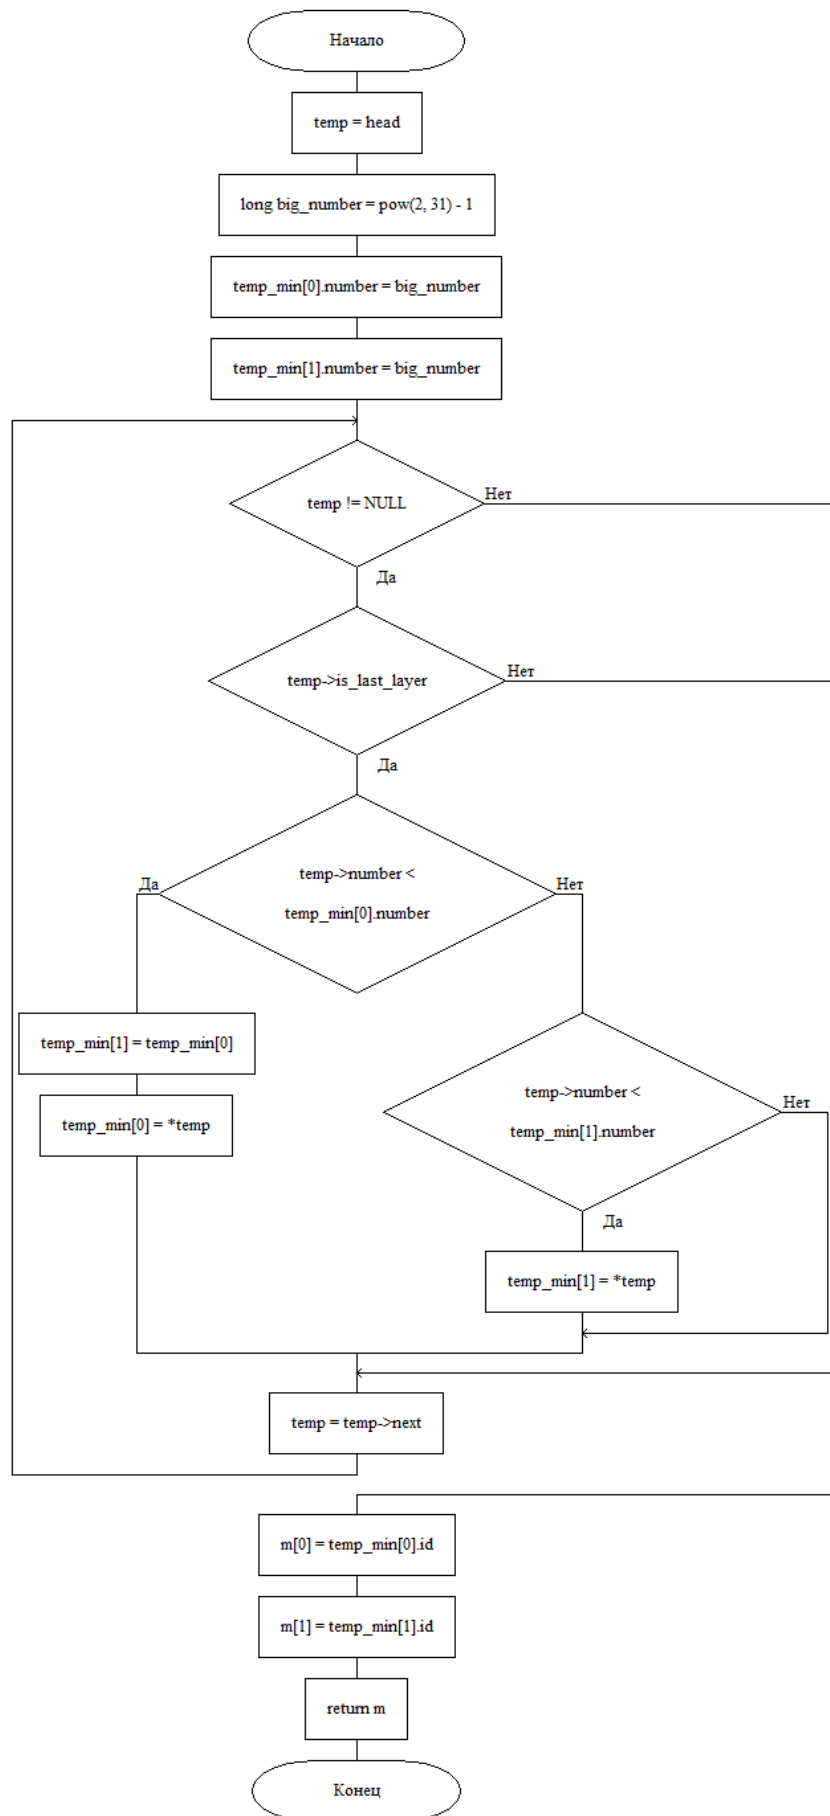 Начало
temp = head
long big_number = pow(2, 31) - 1
temp_min[0].number = big_number
temp_min[1].number = big_number
temp != NULL
Нет
Да
temp->is_last_layer
Нет
Да
temp->number <
temp_min[0].number
Да
Нет
temp_min[1] = temp_min[0]
temp_min[0] = *temp
temp->number <
temp_min[1].number
Нет
Да
temp_min[1] = *temp
temp = temp->next
m[0] = temp_min[0].id
m[1] = temp_min[1].id
return m
Конец